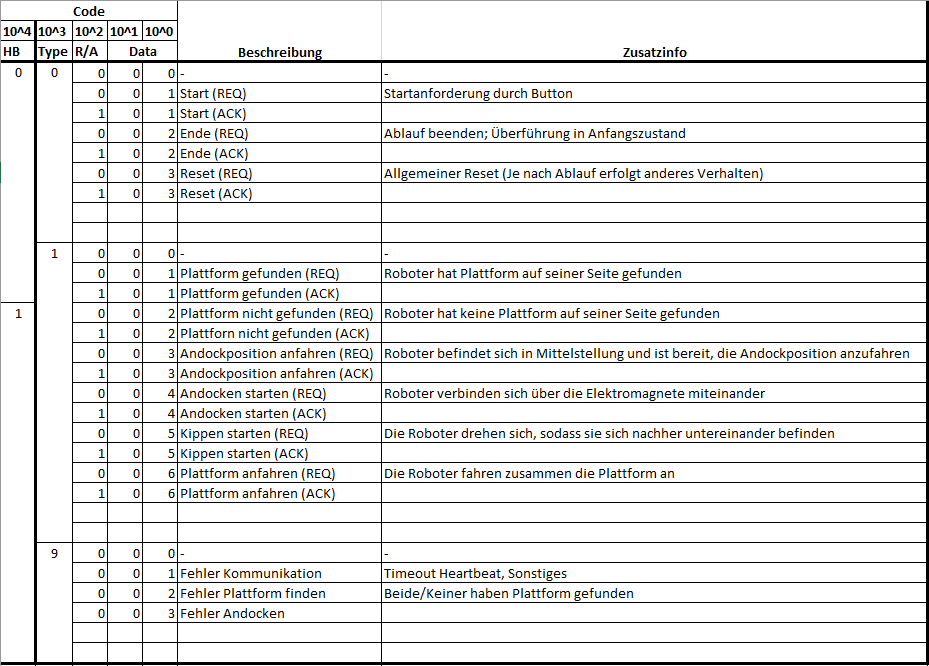 Code
10^4 10^3 10^2 10^1 10^0
HB Type R/A Data Beschreibung Zusatzinfo
0 0 0 0 0 - -
0 0 1 Start (REQ) Startanforderung durch Button
1 0 1 Start (ACK)
0 0 2 Ende (REQ) Ablauf beenden; Überführung in Anfangszustand
1 0 2 Ende (ACK)
0 0 3 Reset (REQ) Allgemeiner Reset (Je nach Ablauf erfolgt anderes Verhalten)
1 0 3 Reset (ACK)
1 0 0 0 - -
0 0 1 Plattform gefunden (REQ) Roboter hat Plattform auf seiner Seite gefunden
1 0 1 Plattform gefunden (ACK)
1 0 0 2 Plattform nicht gefunden (REQ) Roboter hat keine Plattform auf seiner Seite gefunden
1 0 2 Plattforn nicht gefunden (ACK)
0 0 3 Andockposition anfahren (REQ) Roboter befindet sich in Mittelstellung und ist bereit, die Andockposition anzufahren
1 0 3 Andockposition anfahren (ACK)
0 0 4 Andocken starten (REQ) Roboter verbinden sich über die Elektromagnete miteinander
1 0 4 Andocken starten (ACK)
0 0 5 Kippen starten (REQ) Die Roboter drehen sich, sodass sie sich nachher untereinander befinden
1 0 5 Kippen starten (ACK)
0 0 6 Plattform anfahren (REQ) Die Roboter fahren zusammen die Plattform an
1 0 6 Plattform anfahren (ACK)
9 0 0 0 - -
0 0 1 Fehler Kommunikation Timeout Heartbeat, Sonstiges
0 0 2 Fehler Plattform finden Beide/Keiner haben Plattform gefunden
0 0 3 Fehler Andocken